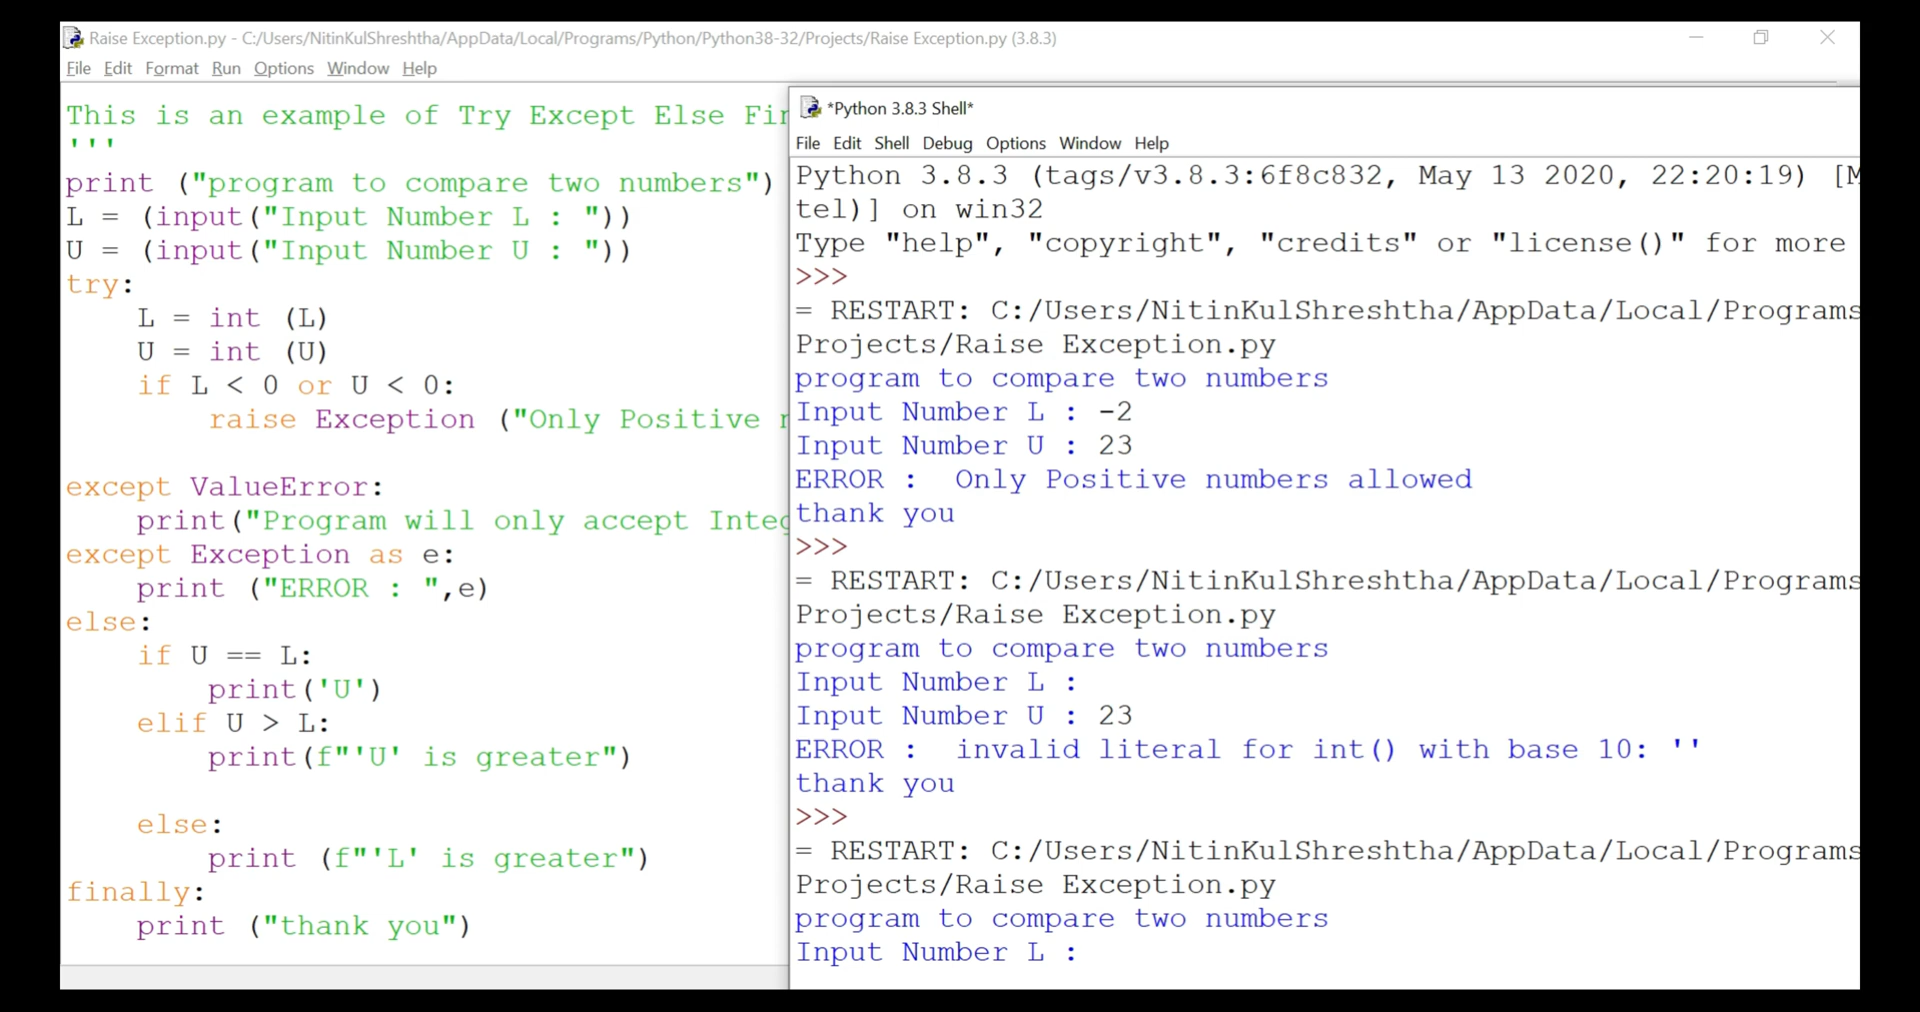 Raise Exception.py - C:/Users/NitinKulShreshtha/AppData/Local/Programs/Python/Python38-32/Projects/Raise Exception.py (3.8.3)
File Edit Format Run Options Window Help
This is an example of Try Except Else Fin
'''
print ("program to compare two numbers")
L = (input("Input Number L : "))
U = (input("Input Number U : "))
try:
    L = int (L)
    U = int (U)
    if L < 0 or U < 0:
        raise Exception ("Only Positive n
except ValueError:
    print("Program will only accept Integ
except Exception as e:
    print ("ERROR : ",e)
else:
    if U == L:
        print('U')
    elif U > L:
        print(f"'U' is greater")
    else:
        print (f"'L' is greater")
finally:
    print ("thank you")
*Python 3.8.3 Shell*
File Edit Shell Debug Options Window Help
Python 3.8.3 (tags/v3.8.3:6f8c832, May 13 2020, 22:20:19) [M
tel)] on win32
Type "help", "copyright", "credits" or "license()" for more
>>>
= RESTART: C:/Users/NitinKulShreshtha/AppData/Local/Programs
Projects/Raise Exception.py
program to compare two numbers
Input Number L : -2
Input Number U : 23
ERROR :  Only Positive numbers allowed
thank you
>>>
= RESTART: C:/Users/NitinKulShreshtha/AppData/Local/Programs
Projects/Raise Exception.py
program to compare two numbers
Input Number L :
Input Number U : 23
ERROR :  invalid literal for int() with base 10: ''
thank you
>>>
= RESTART: C:/Users/NitinKulShreshtha/AppData/Local/Programs
Projects/Raise Exception.py
program to compare two numbers
Input Number L :